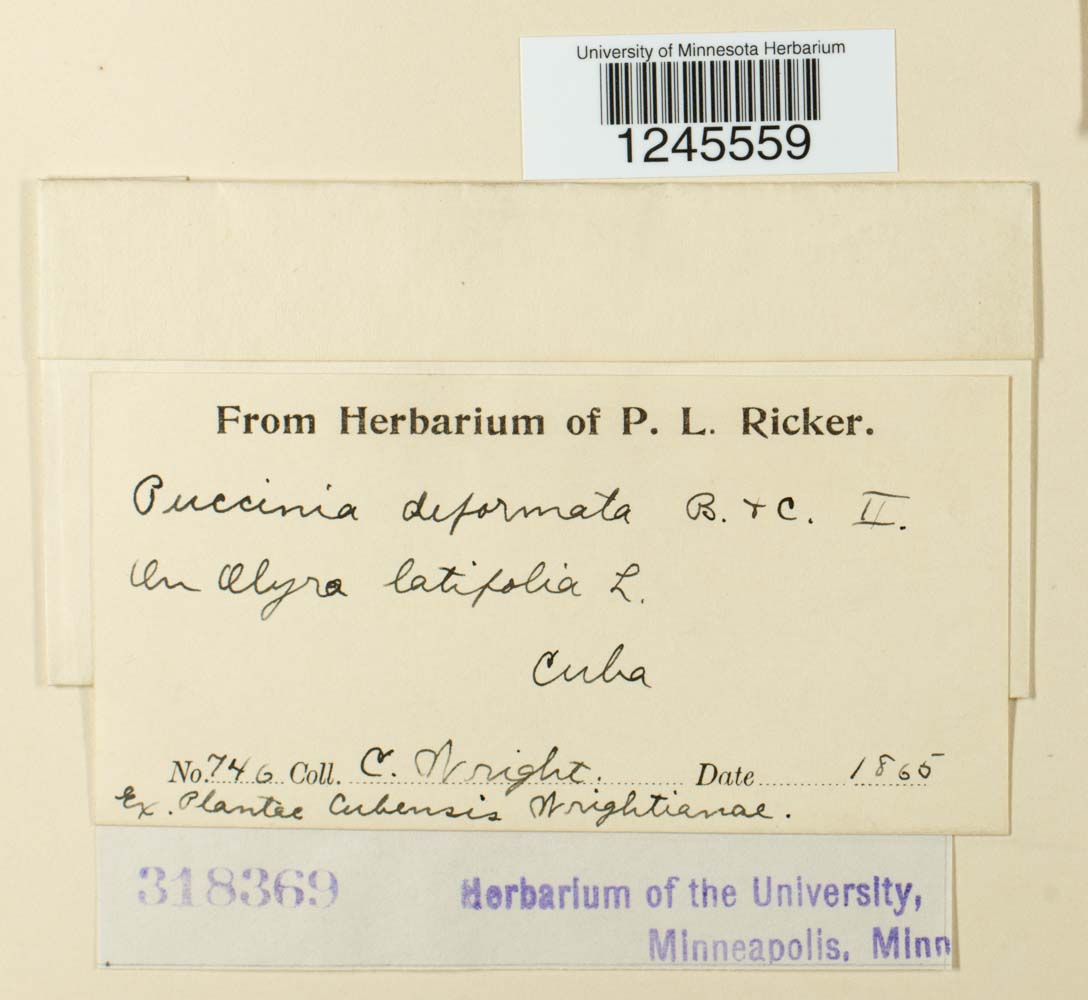 University of Minnesota Herbarium
1245559
From Herbarium of P. L. Ricker.
Puccinia deformata B. + C. II.
On Olyra latifolia L.
Cuba
No. 746 Coll. C. Wright. Date 1865
Ex. Plantae Cubensis Wrightianae.
318369 Herbarium of the University,
Minneapolis, Minn